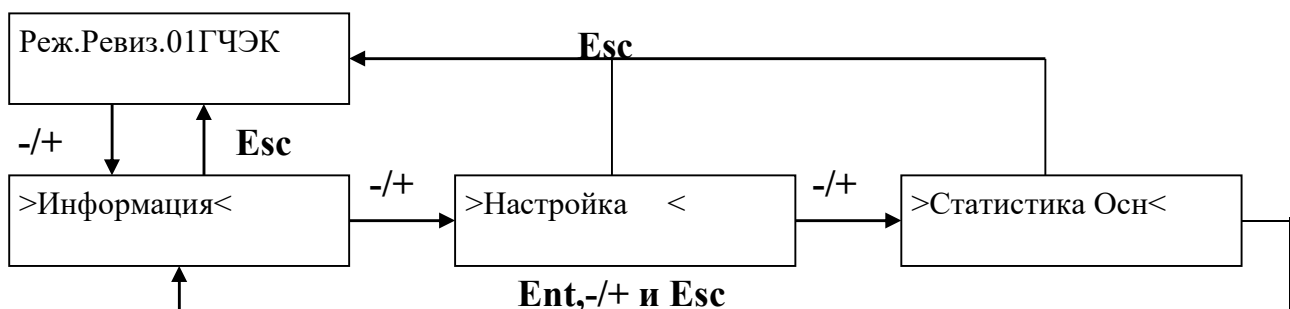 Реж.Ревиз.01ГЧЭК
Esc
-/+
Esc
>Информация<
-/+
>Настройка <
-/+
>Статистика Осн<
Ent,-/+ и Esc